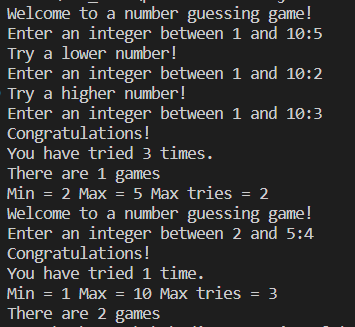 Welcome to a number guessing game!
Enter an integer between 1 and 10:5
Try a lower number!
Enter an integer between 1 and 10:2
Try a higher number!
Enter an integer between 1 and 10:3
Congratulations!
You have tried 3 times.
There are 1 games
Min = 2 Max = 5 Max tries = 2
Welcome to a number guessing game!
Enter an integer between 2 and 5:4
Congratulations!
You have tried 1 time.
Min = 1 Max = 10 Max tries = 3
There are 2 games